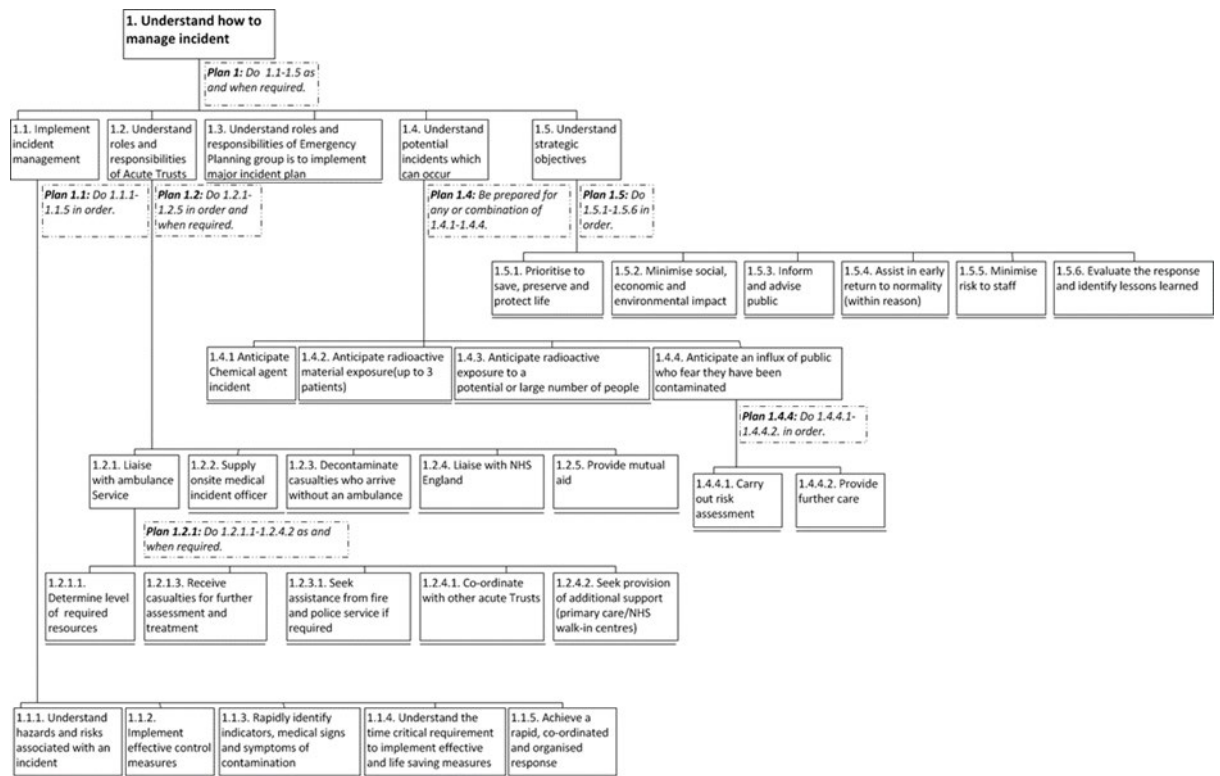 1. Understand how to
manage incident
Plan 1: Do 1.1-1.5 as
and when required.
1.1. Implement
incident
management
1.2. Understand
roles and
responsibilities
of Acute Trusts
1.3. Understand roles and
responsibilities of Emergency
Planning group is to implement
major incident plan
1.4. Understand
potential
incidents which
can occur
1.5. Understand
strategic
objectives
Plan 1.1: Do 1.1.1-
1.1.5 in order.
Plan 1.2: Do 1.2.1-
1.2.5 in order and
when required.
Plan 1.4: Be prepared for
any or combination of
1.4.1-1.4.4.
Plan 1.5: Do
1.5.1-1.5.6 in
order.
1.5.1. Prioritise to
save, preserve and
protect life
1.5.2. Minimise social,
economic and
environmental impact
1.5.3. Inform
and advise
public
1.5.4. Assist in early
return to normality
(within reason)
1.5.5. Minimise
risk to staff
1.5.6. Evaluate the response
and identify lessons learned
1.4.1 Anticipate
Chemical agent
incident
1.4.2. Anticipate radioactive
material exposure(up to 3
patients)
1.4.3. Anticipate radioactive
exposure to a
potential or large number of people
1.4.4. Anticipate an influx of public
who fear they have been
contaminated
Plan 1.4.4: Do 1.4.4.1-
1.4.4.2. in order.
1.2.1. Liaise
with ambulance
Service
1.2.2. Supply
onsite medical
incident officer
1.2.3. Decontaminate
casualties who arrive
without an ambulance
1.2.4. Liaise with NHS
England
1.2.5. Provide mutual
aid
1.4.4.1. Carry
out risk
assessment
1.4.4.2. Provide
further care
Plan 1.2.1: Do 1.2.1.1-1.2.4.2 as and
when required.
1.2.1.1.
Determine level
of required
resources
1.2.1.3. Receive
casualties for further
assessment and
treatment
1.2.3.1. Seek
assistance from fire
and police service if
required
1.2.4.1. Co-ordinate
with other acute Trusts
1.2.4.2. Seek provision
of additional support
(primary care/NHS
walk-in centres)
1.1.1. Understand
hazards and risks
associated with an
incident
1.1.2.
Implement
effective control
measures
1.1.3. Rapidly identify
indicators, medical signs
and symptoms of
contamination
1.1.4. Understand the
time critical requirement
to implement effective
and life saving measures
1.1.5. Achieve a
rapid, co-ordinated
and organised
response